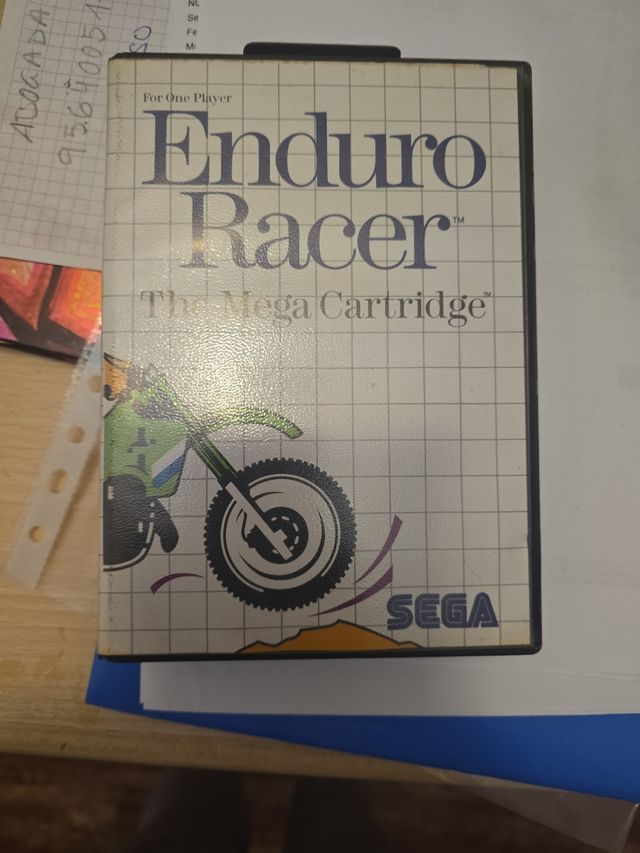 For One Player
Enduro
Racer™
The Mega Cartridge™
SEGA
ABOGADA